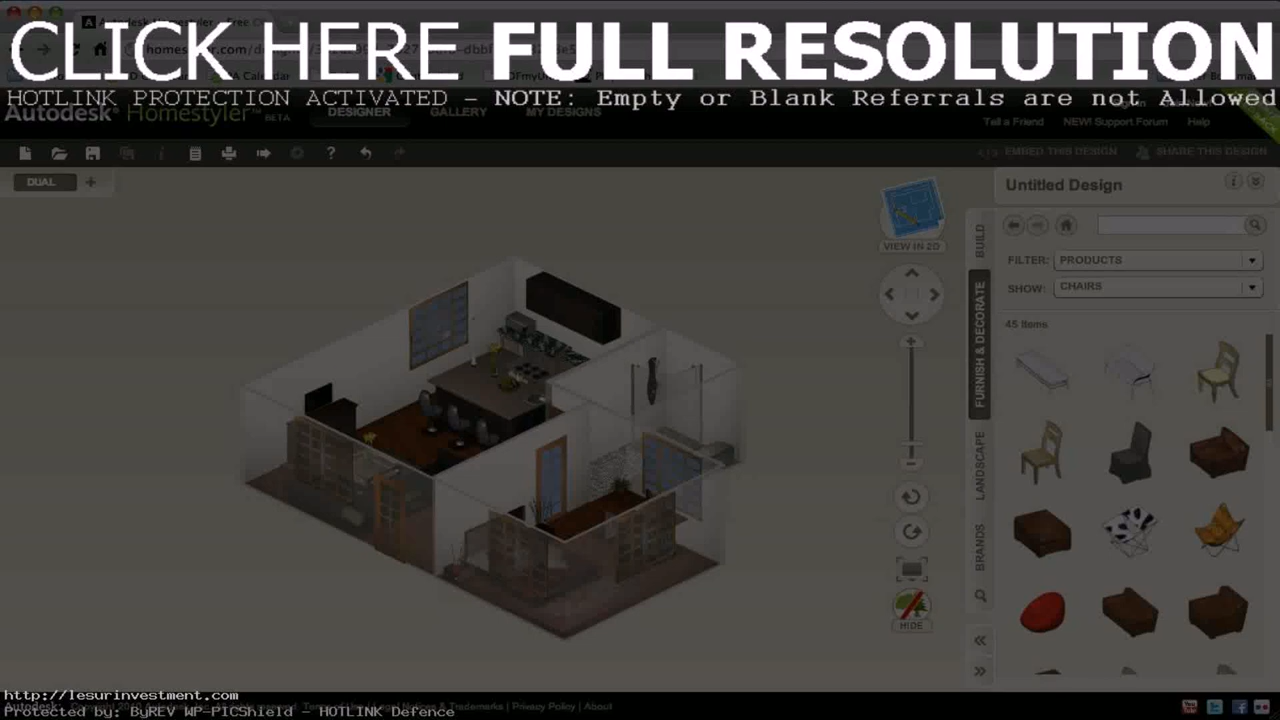 CLICK HERE FULL RESOLUTION
HOTLINK PROTECTION ACTIVATED - NOTE: Empty or Blank Referrals are not Allowed
Autodesk® Homestyler™ BETA DESIGNER GALLERY MY DESIGNS
Tell a Friend NEW! Support Forum Help
EMBED THIS DESIGN SHARE THIS DESIGN
DUAL
Untitled Design
VIEW IN 2D
BUILD
FILTER: PRODUCTS
SHOW: CHAIRS
45 Items
FURNISH & DECORATE
LANDSCAPE
BRANDS
HIDE
http://lesurinvestment.com
Autodesk | Privacy Policy | About
Protected by: ByREV WP-PICShield - HOTLINK Defence